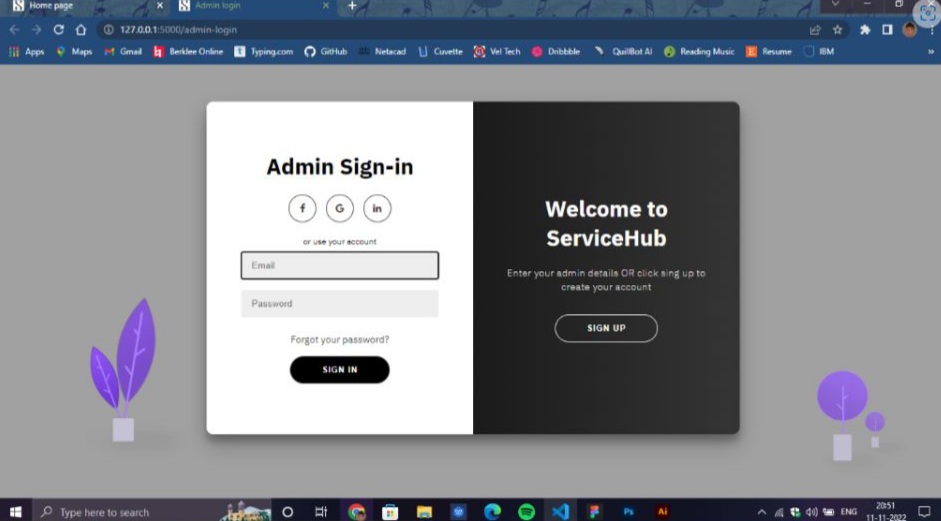 Home page
Admin login
127.0.0.1:5000/admin-login
Apps Maps Gmail Berklee Online Typing.com GitHub Netacad Cuvette Vel Tech Dribbble QuillBot AI Reading Music Resume IBM »
Admin Sign-in
f G in
or use your account
Email
Password
Forgot your password?
SIGN IN
Welcome to
ServiceHub
Enter your admin details OR click sing up to
create your account
SIGN UP
Type here to search
Ps Ai
ENG
20:51
11-11-2022